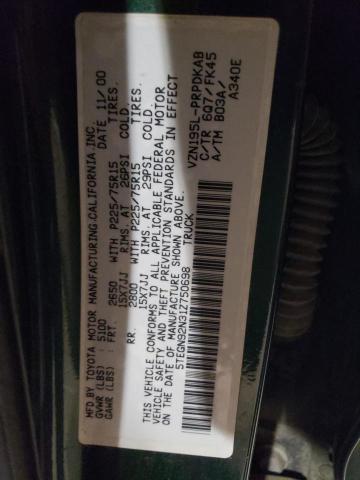 MFD. BY TOYOTA MOTOR MANUFACTURING,CALIFORNIA INC.
DATE 11/00
GVWR (LBS) : 5100
GAWR (LBS) : FRT. 2650 WITH P225/75R15 TIRES.
15X7JJ RIMS. AT 26PSI COLD.
RR. 2800 WITH P225/75R15 TIRES.
15X7JJ RIMS. AT 29PSI COLD.
THIS VEHICLE CONFORMS TO ALL APPLICABLE FEDERAL MOTOR
VEHICLE SAFETY AND THEFT PREVENTION STANDARDS IN EFFECT
ON THE DATE OF MANUFACTURE SHOWN ABOVE.
5TEGN92N31Z750698 TRUCK
VZN195L-PRPDKAB
C/TR 6Q7/FK45
A/TM B03A/
A340E